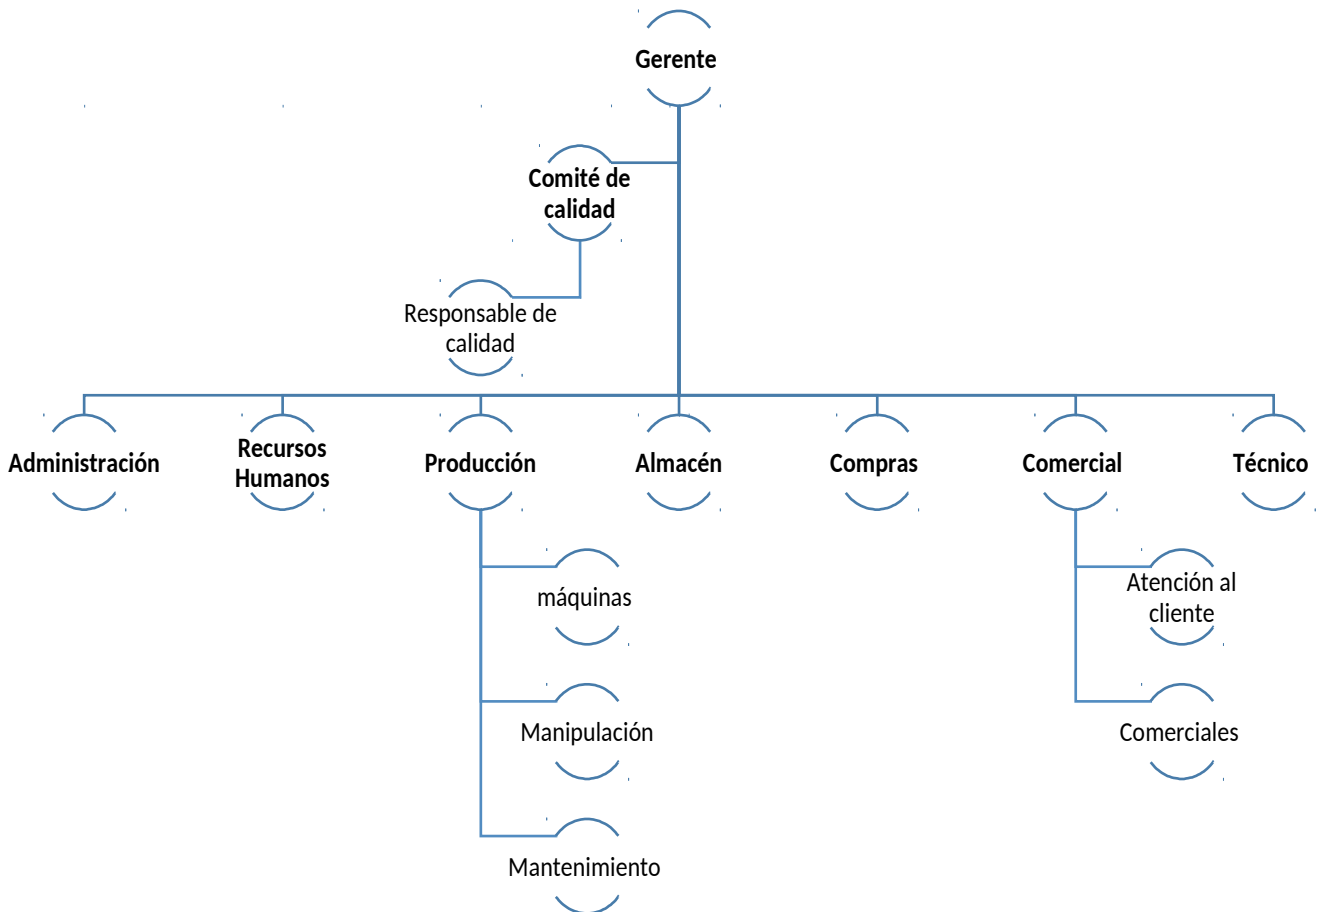 Gerente
Comité de
calidad
Responsable de
calidad
Administración
Recursos
Humanos
Producción
Almacén
Compras
Comercial
Técnico
máquinas
Atención al
cliente
Manipulación
Comerciales
Mantenimiento